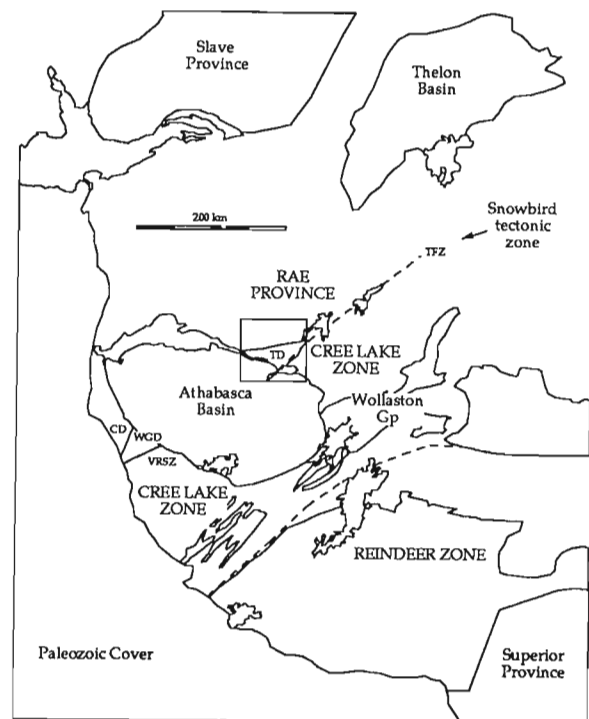 Slave
Province
Thelon
Basin
200 km
Snowbird
tectonic
zone
TFZ
RAE
PROVINCE
TD
CREE LAKE
ZONE
Athabasca
Basin
Wollaston
Gp
CD
WGD
VRSZ
CREE LAKE
ZONE
REINDEER ZONE
Paleozoic Cover
Superior
Province